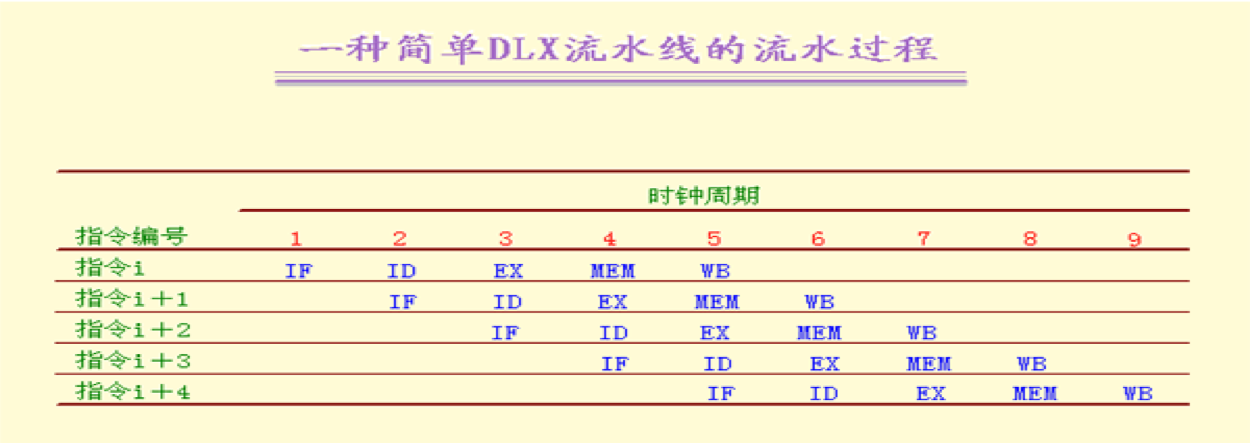 一种简单DLX流水线的流水过程
时钟周期
指令编号 1 2 3 4 5 6 7 8 9
指令i IF ID EX MEM WB
指令i+1 IF ID EX MEM WB
指令i+2 IF ID EX MEM WB
指令i+3 IF ID EX MEM WB
指令i+4 IF ID EX MEM WB